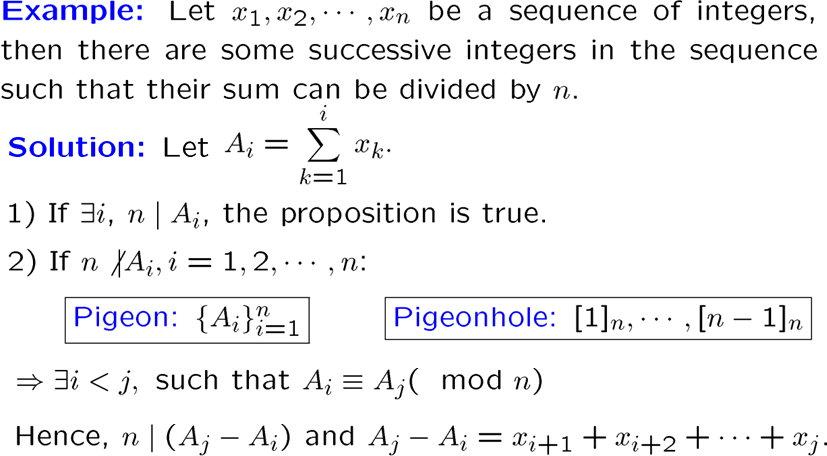 Example: Let $x_1, x_2, \cdots, x_n$ be a sequence of integers,
then there are some successive integers in the sequence
such that their sum can be divided by $n$.
Solution: Let $A_i = \sum_{k=1}^{i} x_k$.
1) If $\exists i$, $n \mid A_i$, the proposition is true.
2) If $n \not| A_i, i = 1, 2, \cdots, n$:
Pigeon: $\{A_i\}_{i=1}^{n}$ Pigeonhole: $[1]_n, \cdots, [n-1]_n$
$\Rightarrow \exists i < j$, such that $A_i \equiv A_j (\mod n)$
Hence, $n \mid (A_j - A_i)$ and $A_j - A_i = x_{i+1} + x_{i+2} + \cdots + x_j$.